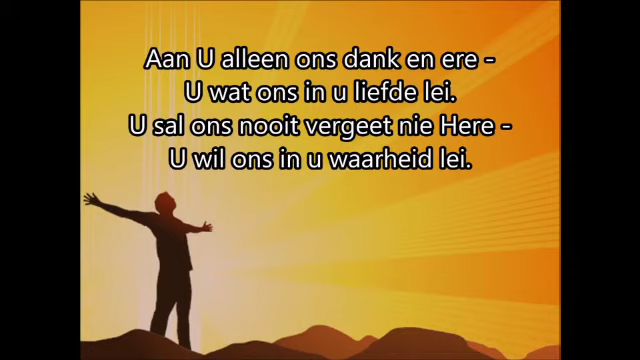 Aan U alleen ons dank en ere -
U wat ons in u liefde lei.
U sal ons nooit vergeet nie Here -
U wil ons in u waarheid lei.